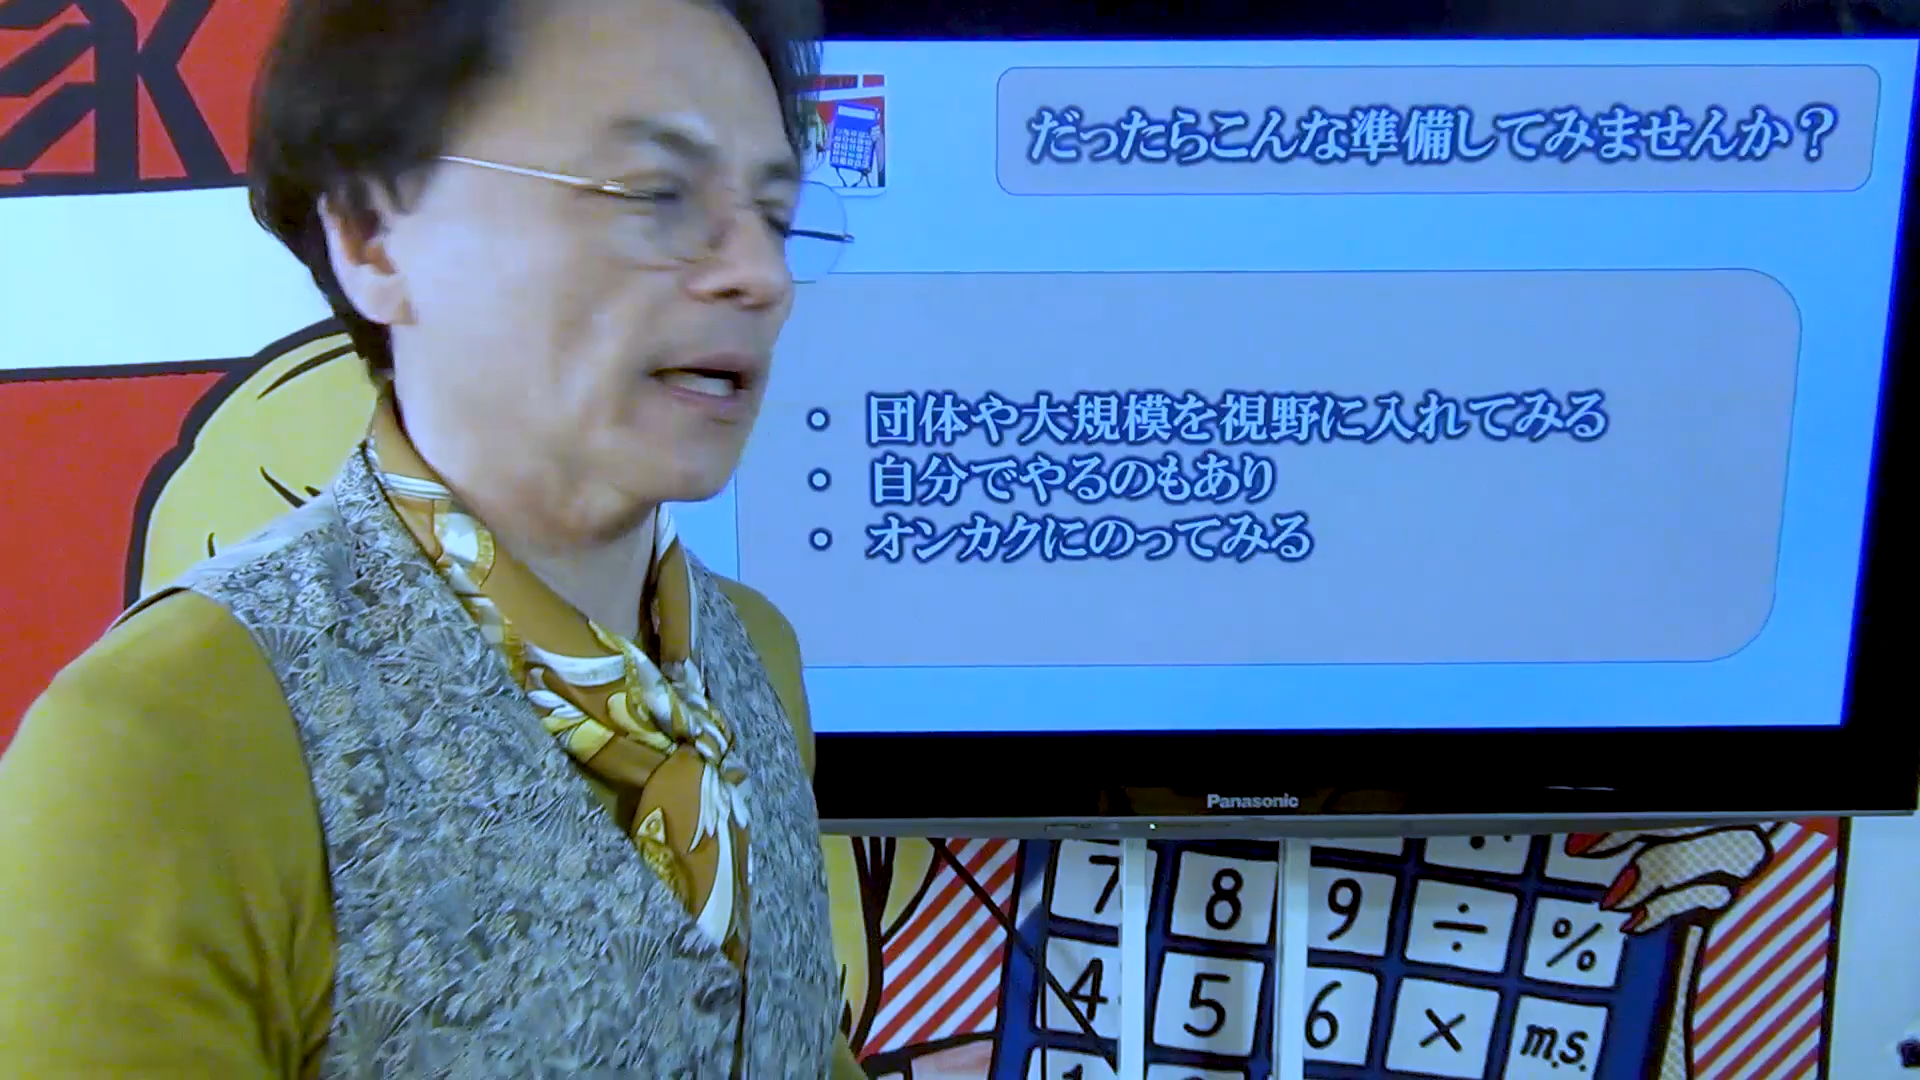 だったらこんな準備してみませんか？
• 団体や大規模を視野に入れてみる
• 自分でやるのもあり
• オンカクにのってみる
Panasonic
7 8 9 ÷ %
4 5 6 × m.s.